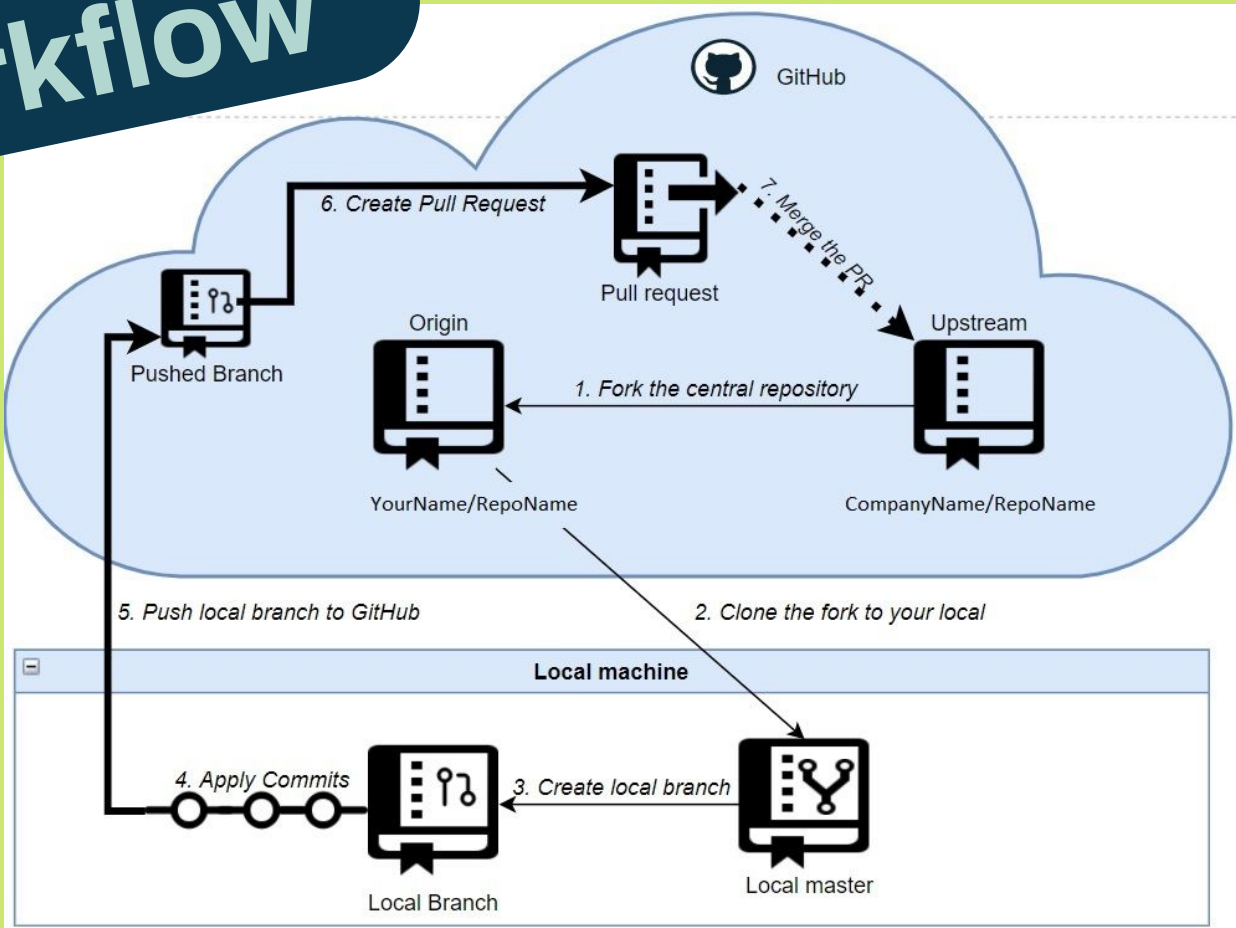 rkflow
GitHub
6. Create Pull Request
7. Merge the PR
Pull request
Pushed Branch
Origin
Upstream
1. Fork the central repository
YourName/RepoName
CompanyName/RepoName
5. Push local branch to GitHub
2. Clone the fork to your local
Local machine
4. Apply Commits
3. Create local branch
Local Branch
Local master